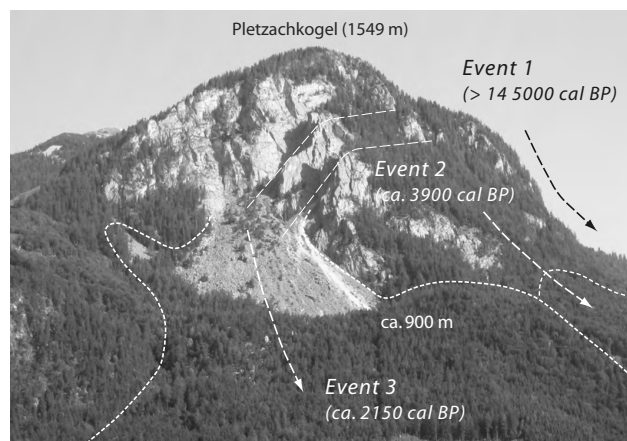 Pletzachkogel (1549 m)
Event 1
(> 14 5000 cal BP)
Event 2
(ca. 3900 cal BP)
ca. 900 m
Event 3
(ca. 2150 cal BP)